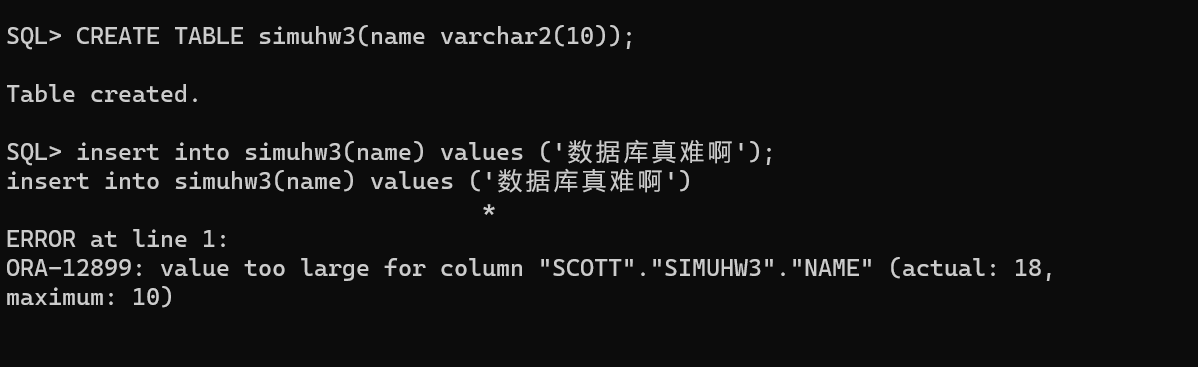 SQL> CREATE TABLE simuhw3(name varchar2(10));
Table created.
SQL> insert into simuhw3(name) values ('数据库真难啊');
insert into simuhw3(name) values ('数据库真难啊')
*
ERROR at line 1:
ORA-12899: value too large for column "SCOTT"."SIMUHW3"."NAME" (actual: 18,
maximum: 10)